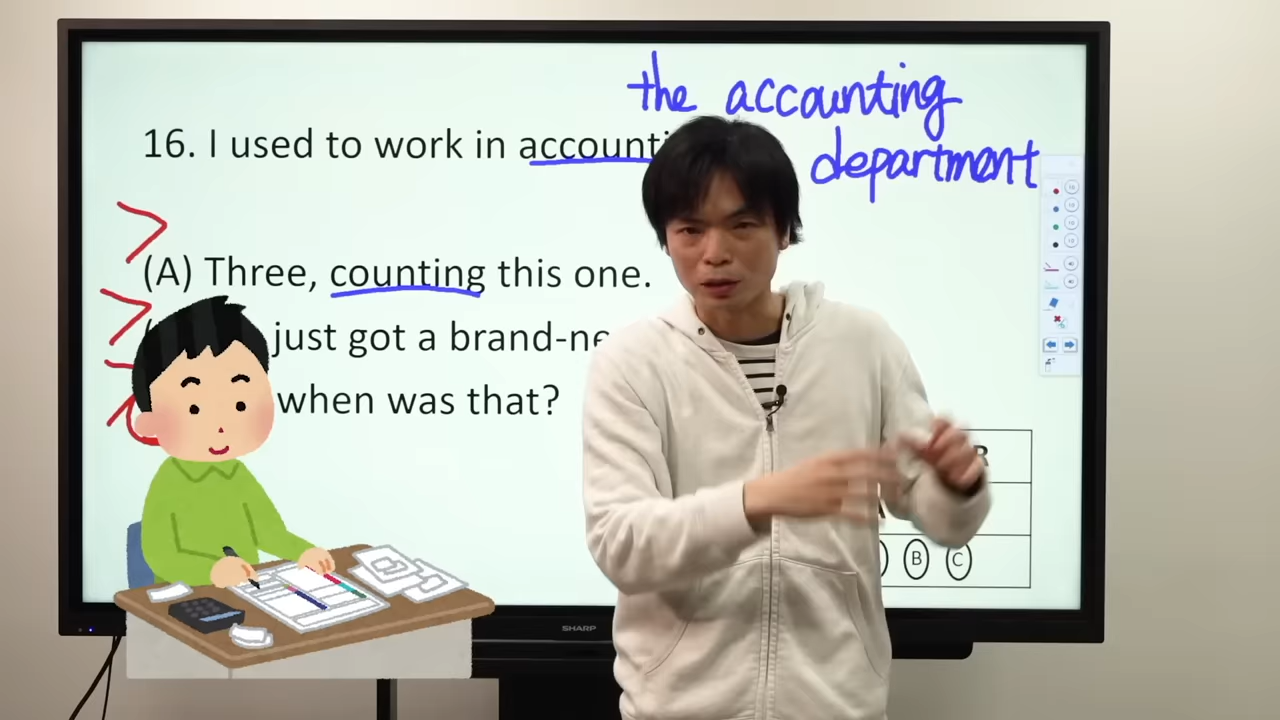 the accounting
department
16. I used to work in account
(A) Three, counting this one.
just got a brand-ne
when was that?
B C
SHARP